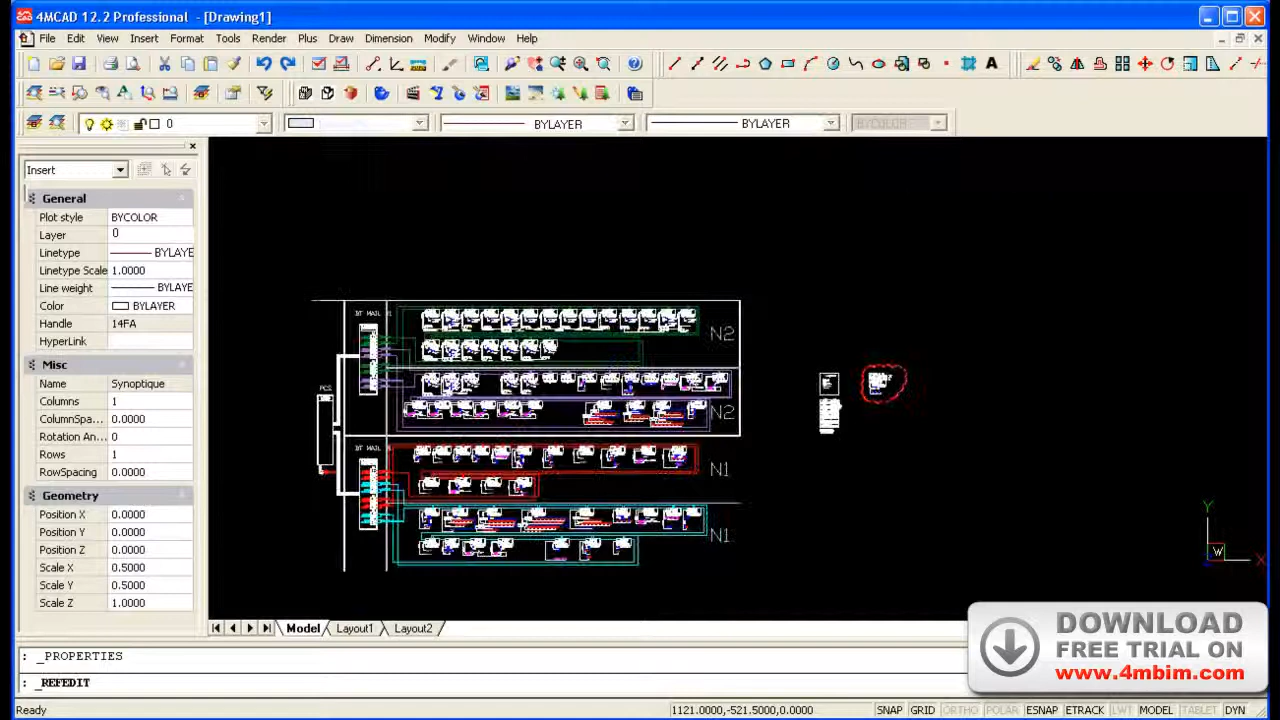 4MCAD 12.2 Professional - [Drawing1]
File Edit View Insert Format Tools Render Plus Draw Dimension Modify Window Help
0 BYLAYER BYLAYER BYCOLOR
Insert
General
Plot style BYCOLOR
Layer 0
Linetype BYLAYE
Linetype Scale 1.0000
Line weight BYLAYE
Color BYLAYER
Handle 14FA
HyperLink
Misc
Name Synoptique
Columns 1
ColumnSpa... 0.0000
Rotation An... 0
Rows 1
RowSpacing 0.0000
Geometry
Position X 0.0000
Position Y 0.0000
Position Z 0.0000
Scale X 0.5000
Scale Y 0.5000
Scale Z 1.0000
N2
N2
N1
N1
Y
W X
Model Layout1 Layout2
: _PROPERTIES
: _REFEDIT
Ready 1121.0000,-521.5000,0.0000 SNAP GRID ORTHO POLAR ESNAP ETRACK LWT MODEL TABLET DYN
DOWNLOAD
FREE TRIAL ON
www.4mbim.com